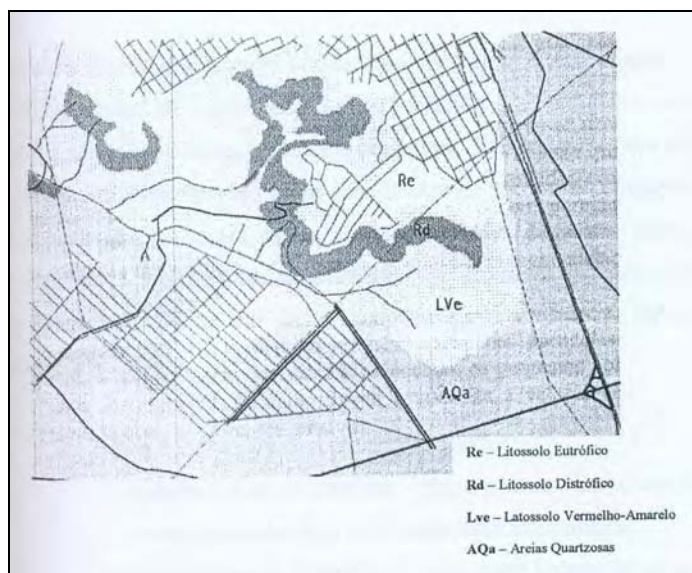 Re
Rd
LVe
AQa
Re – Litossolo Eutrófico
Rd – Litossolo Distrófico
Lve – Latossolo Vermelho-Amarelo
AQa – Areias Quartzosas